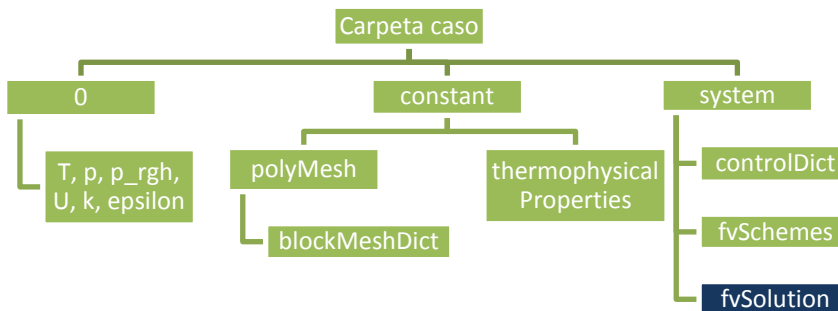 Carpeta caso
0
constant
system
T, p, p_rgh,
U, k, epsilon
polyMesh
thermophysical
Properties
controlDict
blockMeshDict
fvSchemes
fvSolution